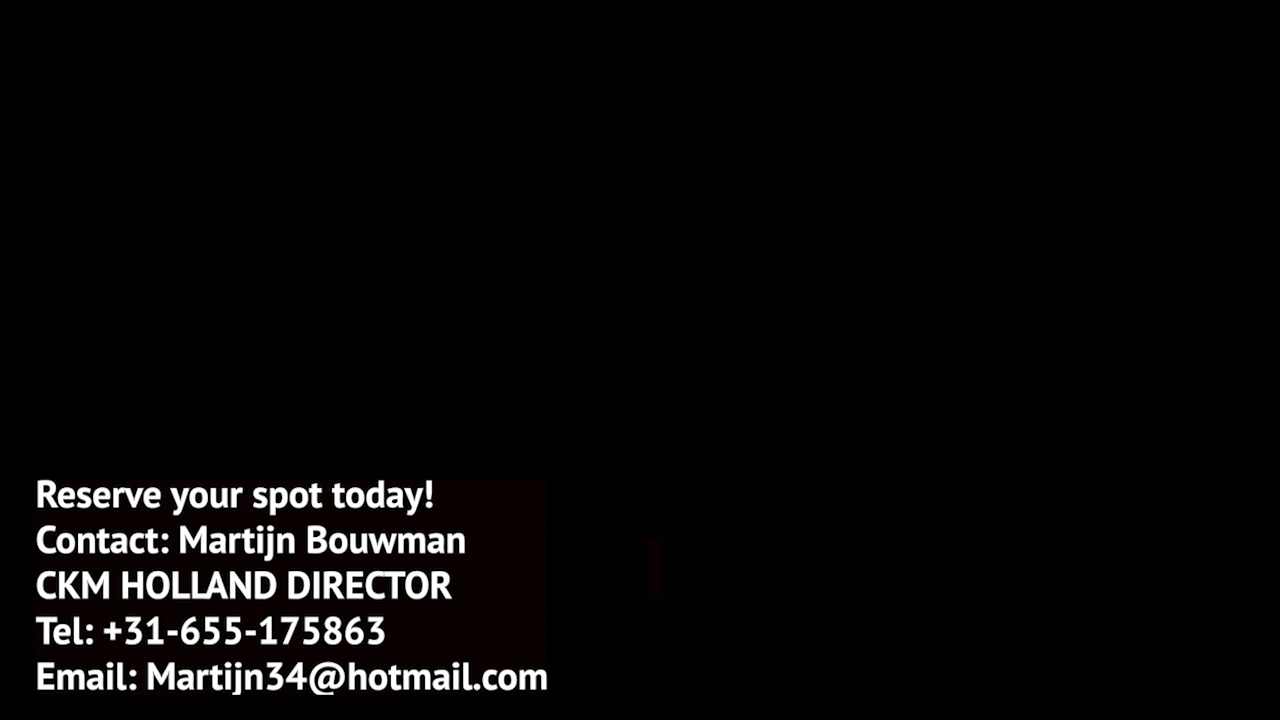 Reserve your spot today!
Contact: Martijn Bouwman
CKM HOLLAND DIRECTOR
Tel: +31-655-175863
Email: Martijn34@hotmail.com